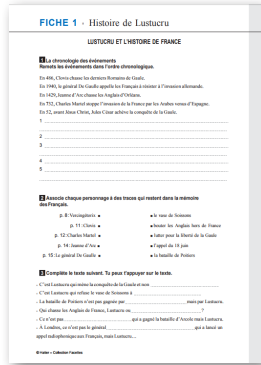 FICHE 1 - Histoire de Lustucru
LUSTUCRU ET L'HISTOIRE DE FRANCE
1 La chronologie des événements
Remets les événements dans l'ordre chronologique.
En 486, Clovis chasse les derniers Romains de Gaule.
En 1940, le général De Gaulle appelle les Français à résister à l'invasion allemande.
En 1429, Jeanne d'Arc chasse les Anglais d'Orléans.
En 732, Charles Martel stoppe l'invasion de la France par les Arabes venus d'Espagne.
En 52, avant Jésus Christ, Jules César achève la conquête de la Gaule.
1
2
3
4
5
2 Associe chaque personnage à des traces qui restent dans la mémoire
des Français.
p. 8: Vercingétorix • • le vase de Soissons
p. 11 : Clovis • • bouter les Anglais hors de France
p. 12 : Charles Martel • • lutter pour la liberté de la Gaule
p. 14 : Jeanne d'Arc • • l'appel du 18 juin
p. 15 : Le général De Gaulle • • la bataille de Poitiers
3 Complète le texte suivant. Tu peux t'appuyer sur le texte.
. C'est Lustucru qui mène la conquête de la Gaule et non
. C'est Lustucru qui refuse le vase de Soissons à
. La bataille de Poitiers n'est pas gagnée par mais par Lustucru.
. Qui chasse les Anglais de France, Lustucru ou ?
. Ce n'est pas qui a gagné la bataille d'Arcole mais Lustucru.
. À Londres, ce n'est pas le général qui a lancé un
appel radiophonique aux Français, mais Lustucru…
© Hatier – Collection Facettes